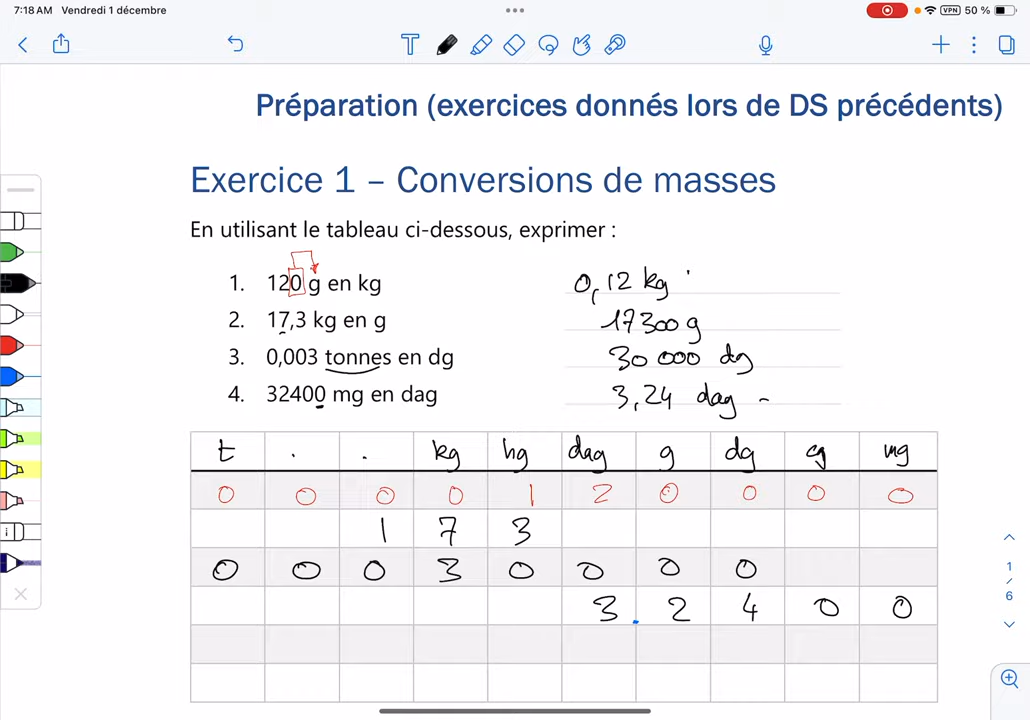 7:18 AM Vendredi 1 décembre
VPN 50 %
Préparation (exercices donnés lors de DS précédents)
Exercice 1 – Conversions de masses
En utilisant le tableau ci-dessous, exprimer :
1. 120 g en kg 0,12 kg
2. 17,3 kg en g 17300 g
3. 0,003 tonnes en dg 30 000 dg
4. 32400 mg en dag 3,24 dag
t . . kg hg dag g dg cg mg
0 0 0 0 1 2 0 0 0 0
1 7 3
0 0 0 3 0 0 0 0
3. 2 4 0 0
1
/
6